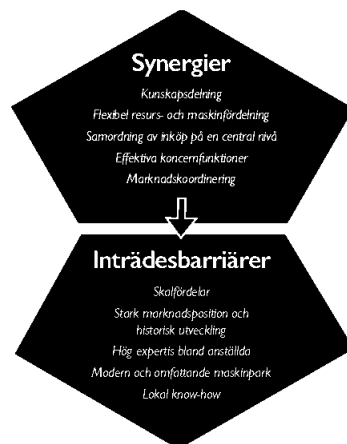 Synergier
Kunskapsdelning
Flexibel resurs- och maskinfördelning
Samordning av inköp på en central nivå
Effektiva koncernfunktioner
Marknadskoordinering
Inträdesbarriärer
Skalfördelar
Stark marknadsposition och
historisk utveckling
Hög expertis bland anställda
Modern och omfattande maskinpark
Lokal know-how